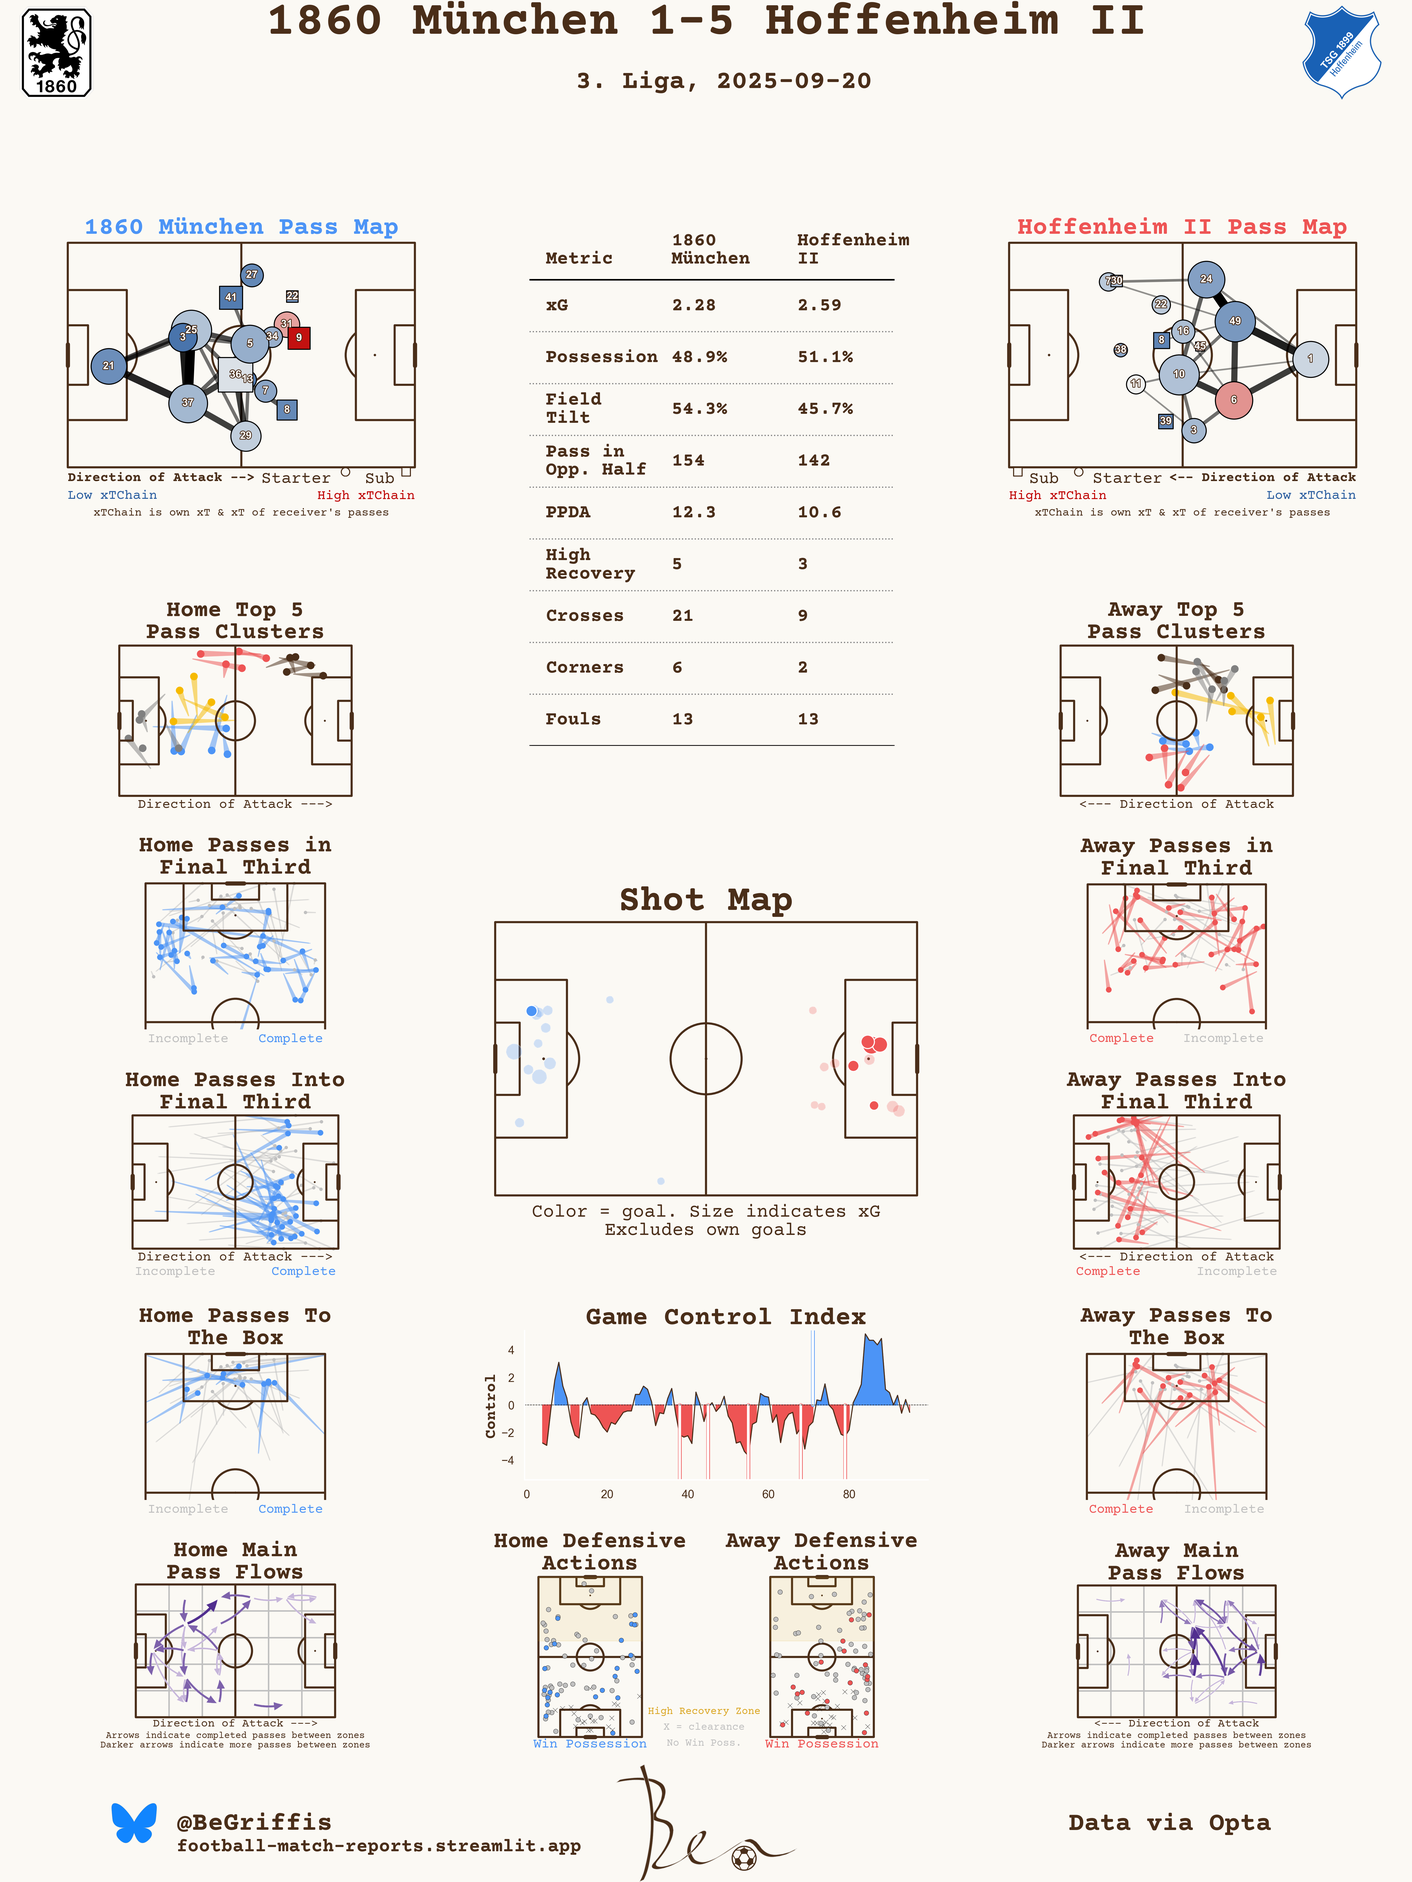 1860 München 1-5 Hoffenheim II
3. Liga, 2025-09-20
1860
TSG 1899
Hoffenheim
1860 München Pass Map
27
41
22
31
34
9
25
3
5
21
36
13
7
37
8
29
Direction of Attack --> Starter Sub
Low xTChain High xTChain
xTChain is own xT & xT of receiver's passes
Metric 1860 München Hoffenheim II
xG 2.28 2.59
Possession 48.9% 51.1%
Field Tilt 54.3% 45.7%
Pass in Opp. Half 154 142
PPDA 12.3 10.6
High Recovery 5 3
Crosses 21 9
Corners 6 2
Fouls 13 13
Hoffenheim II Pass Map
24
30
22
49
16
8
45
38
1
10
11
6
39
3
Sub Starter <-- Direction of Attack
High xTChain Low xTChain
xTChain is own xT & xT of receiver's passes
Home Top 5
Pass Clusters
Direction of Attack --->
Away Top 5
Pass Clusters
<--- Direction of Attack
Home Passes in
Final Third
Incomplete Complete
Away Passes in
Final Third
Complete Incomplete
Shot Map
Color = goal. Size indicates xG
Excludes own goals
Home Passes Into
Final Third
Direction of Attack --->
Incomplete Complete
Away Passes Into
Final Third
<--- Direction of Attack
Complete Incomplete
Home Passes To
The Box
Incomplete Complete
Game Control Index
Control
4
2
0
−2
−4
0 20 40 60 80
Away Passes To
The Box
Complete Incomplete
Home Main
Pass Flows
Direction of Attack --->
Arrows indicate completed passes between zones
Darker arrows indicate more passes between zones
Home Defensive
Actions
Win Possession
Away Defensive
Actions
Win Possession
High Recovery Zone
X = clearance
No Win Poss.
Away Main
Pass Flows
<--- Direction of Attack
Arrows indicate completed passes between zones
Darker arrows indicate more passes between zones
@BeGriffis
football-match-reports.streamlit.app
Ben
Data via Opta